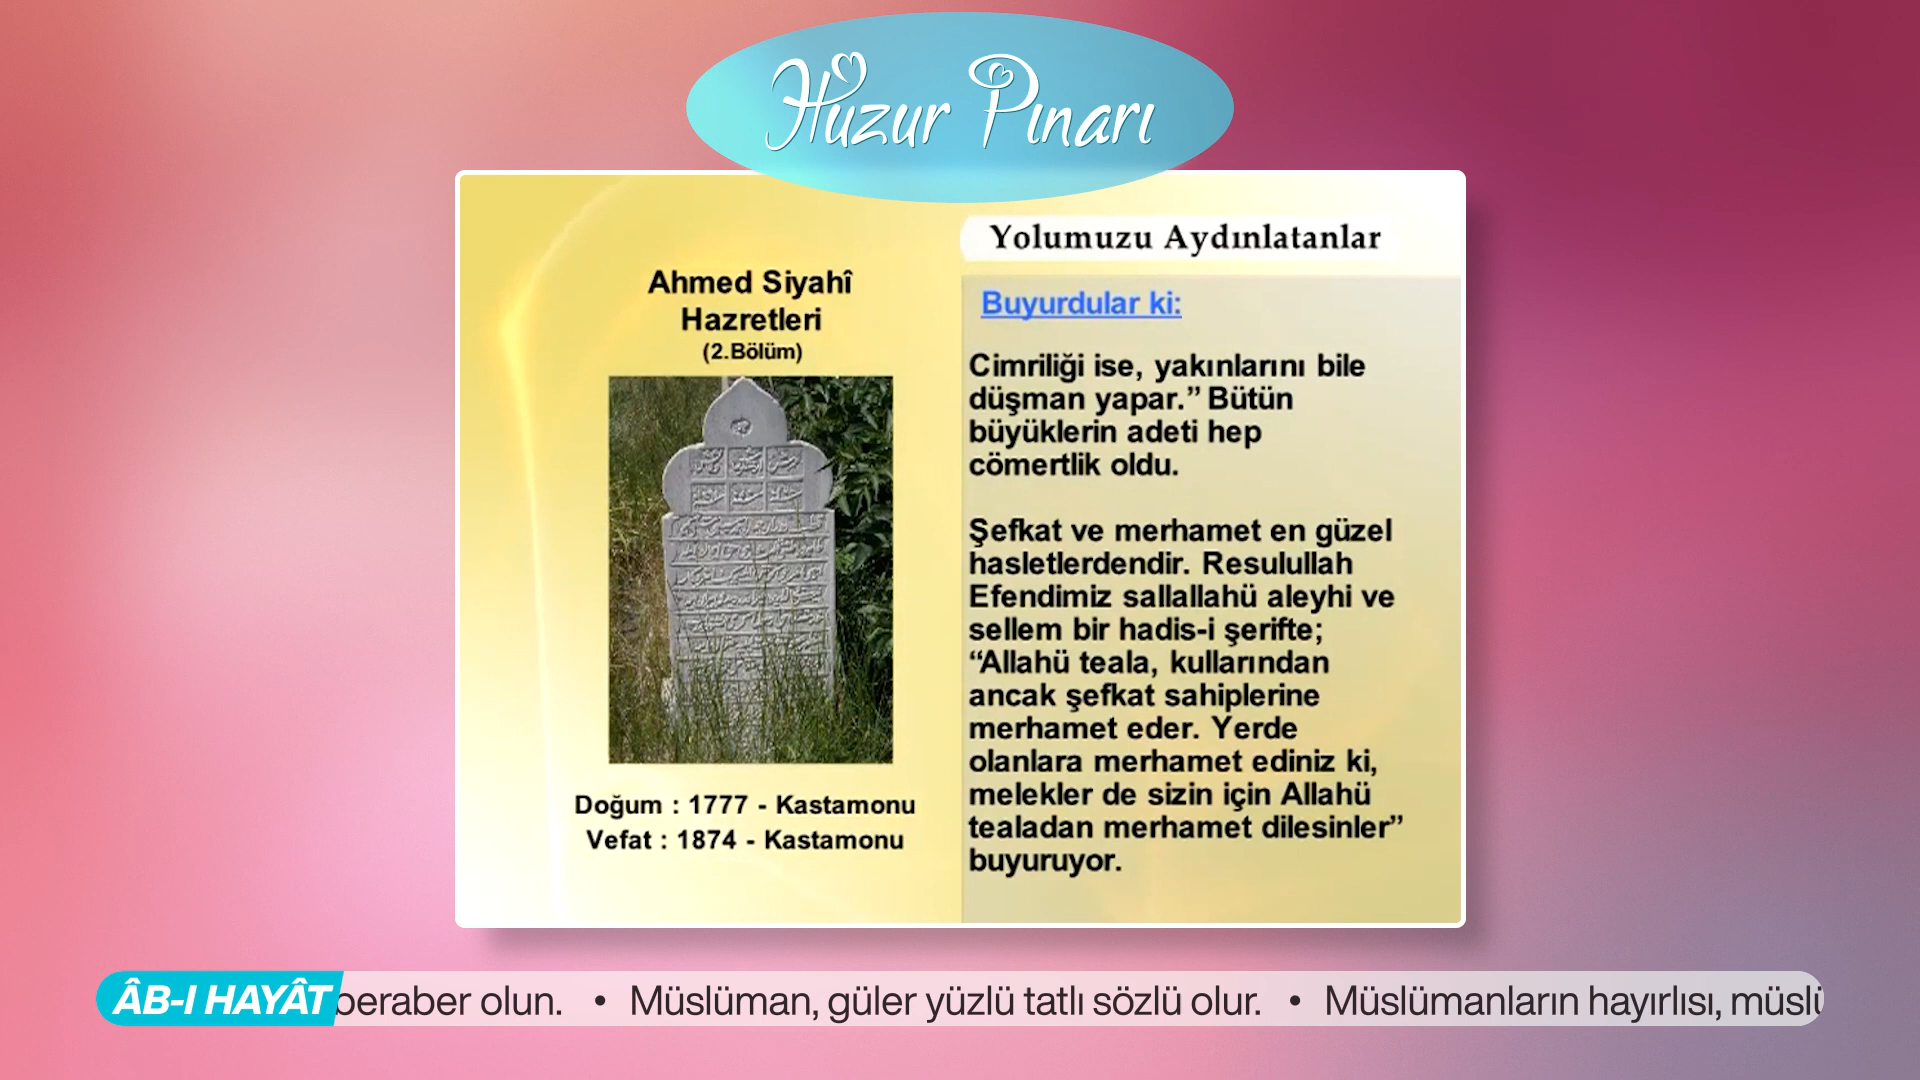 Huzur Pınarı
Yolumuzu Aydınlatanlar
Ahmed Siyahî
Hazretleri
(2.Bölüm)
Doğum : 1777 - Kastamonu
Vefat : 1874 - Kastamonu
Buyurdular ki:
Cimriliği ise, yakınlarını bile
düşman yapar.” Bütün
büyüklerin adeti hep
cömertlik oldu.
Şefkat ve merhamet en güzel
hasletlerdendir. Resulullah
Efendimiz sallallahü aleyhi ve
sellem bir hadis-i şerifte;
“Allahü teala, kullarından
ancak şefkat sahiplerine
merhamet eder. Yerde
olanlara merhamet ediniz ki,
melekler de sizin için Allahü
tealadan merhamet dilesinler”
buyuruyor.
ÂB-I HAYÂT beraber olun. • Müslüman, güler yüzlü tatlı sözlü olur. • Müslümanların hayırlısı, müslü